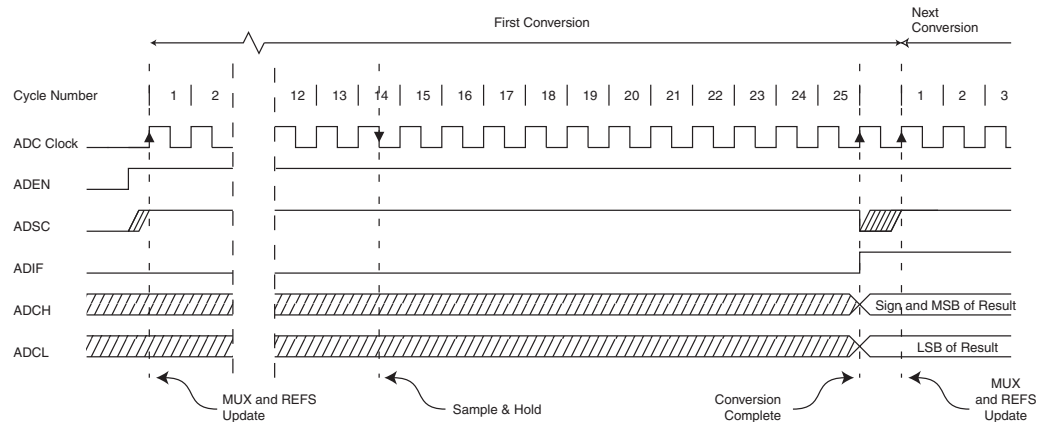 First Conversion
Next
Conversion
Cycle Number 1 2 12 13 14 15 16 17 18 19 20 21 22 23 24 25 1 2 3
ADC Clock
ADEN
ADSC
ADIF
ADCH Sign and MSB of Result
ADCL LSB of Result
MUX and REFS
Update
Sample & Hold
Conversion
Complete
MUX
and REFS
Update